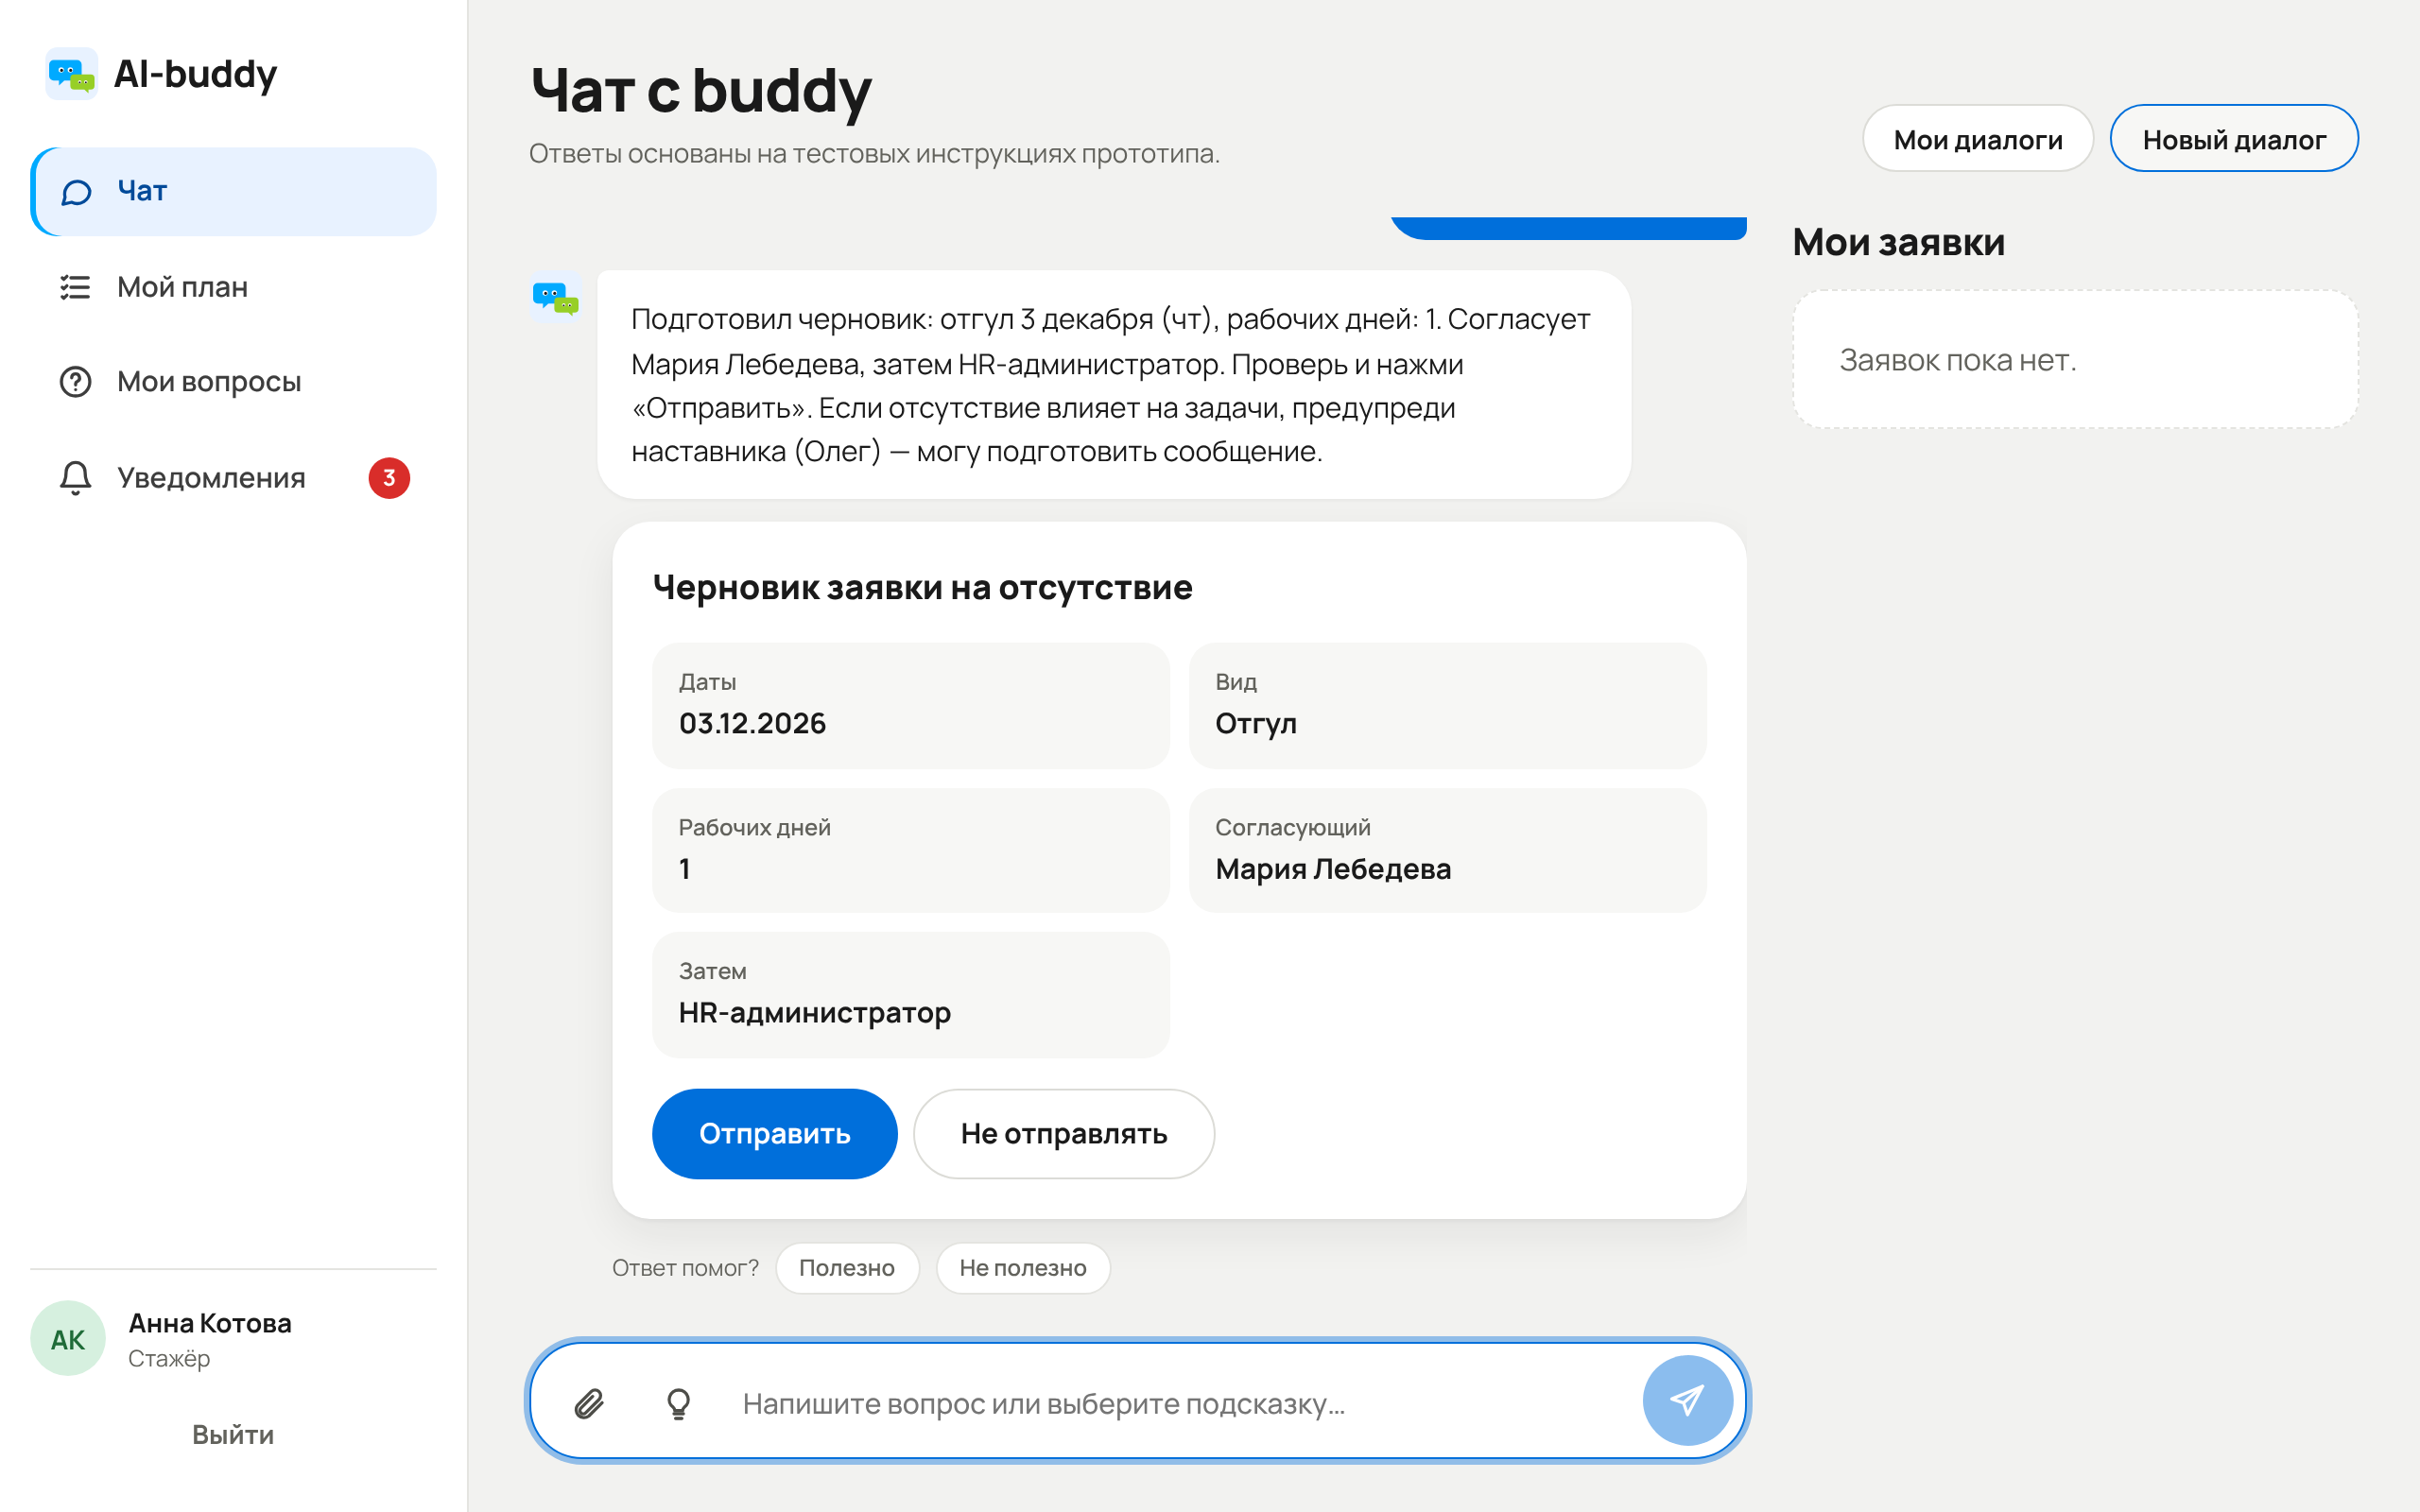 AI-buddy
Чат
Мой план
Мои вопросы
Уведомления
3
АК
Анна Котова
Стажёр
Выйти
Чат с buddy
Ответы основаны на тестовых инструкциях прототипа.
Мои диалоги
Новый диалог
Подготовил черновик: отгул 3 декабря (чт), рабочих дней: 1. Согласует
Мария Лебедева, затем HR-администратор. Проверь и нажми
«Отправить». Если отсутствие влияет на задачи, предупреди
наставника (Олег) — могу подготовить сообщение.
Черновик заявки на отсутствие
Даты
03.12.2026
Вид
Отгул
Рабочих дней
1
Согласующий
Мария Лебедева
Затем
HR-администратор
Отправить
Не отправлять
Ответ помог?
Полезно
Не полезно
Напишите вопрос или выберите подсказку…
Мои заявки
Заявок пока нет.